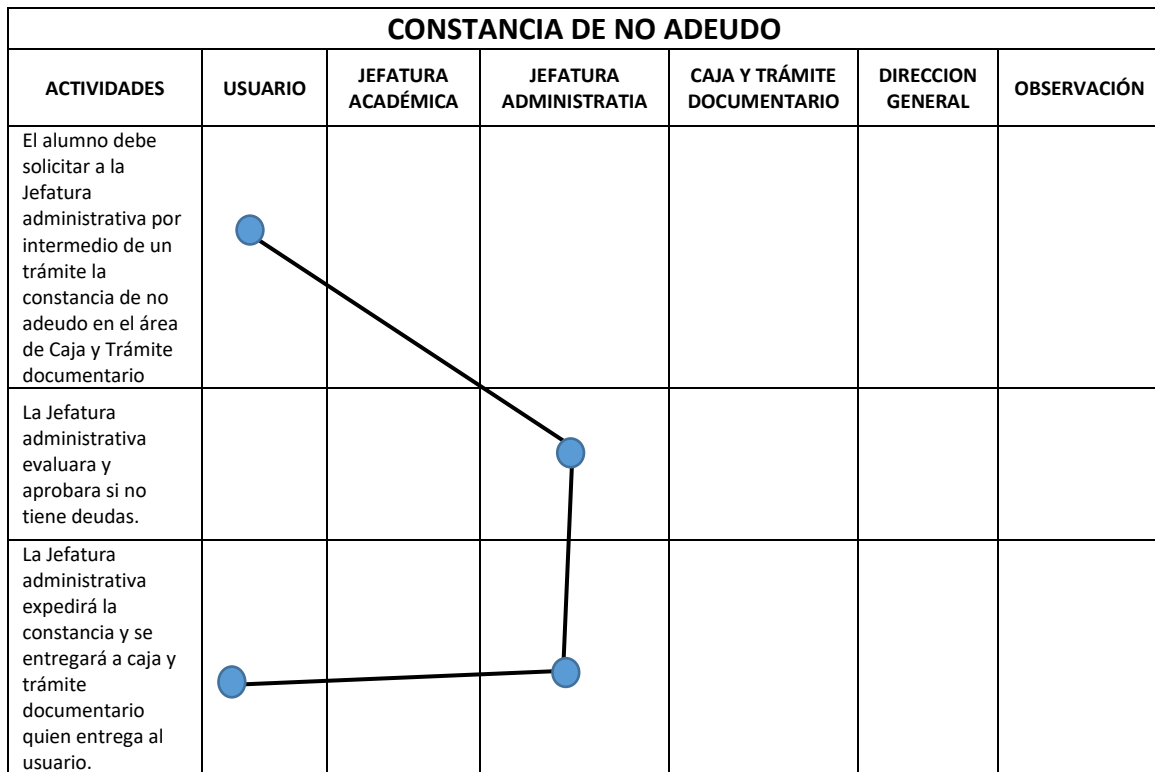 CONSTANCIA DE NO ADEUDO
ACTIVIDADES
USUARIO
JEFATURA
ACADÉMICA
JEFATURA
ADMINISTRATIA
CAJA Y TRÁMITE
DOCUMENTARIO
DIRECCION
GENERAL
OBSERVACIÓN
El alumno debe
solicitar a la
Jefatura
administrativa por
intermedio de un
trámite la
constancia de no
adeudo en el área
de Caja y Trámite
documentario
La Jefatura
administrativa
evaluara y
aprobara si no
tiene deudas.
La Jefatura
administrativa
expedirá la
constancia y se
entregará a caja y
trámite
documentario
quien entrega al
usuario.